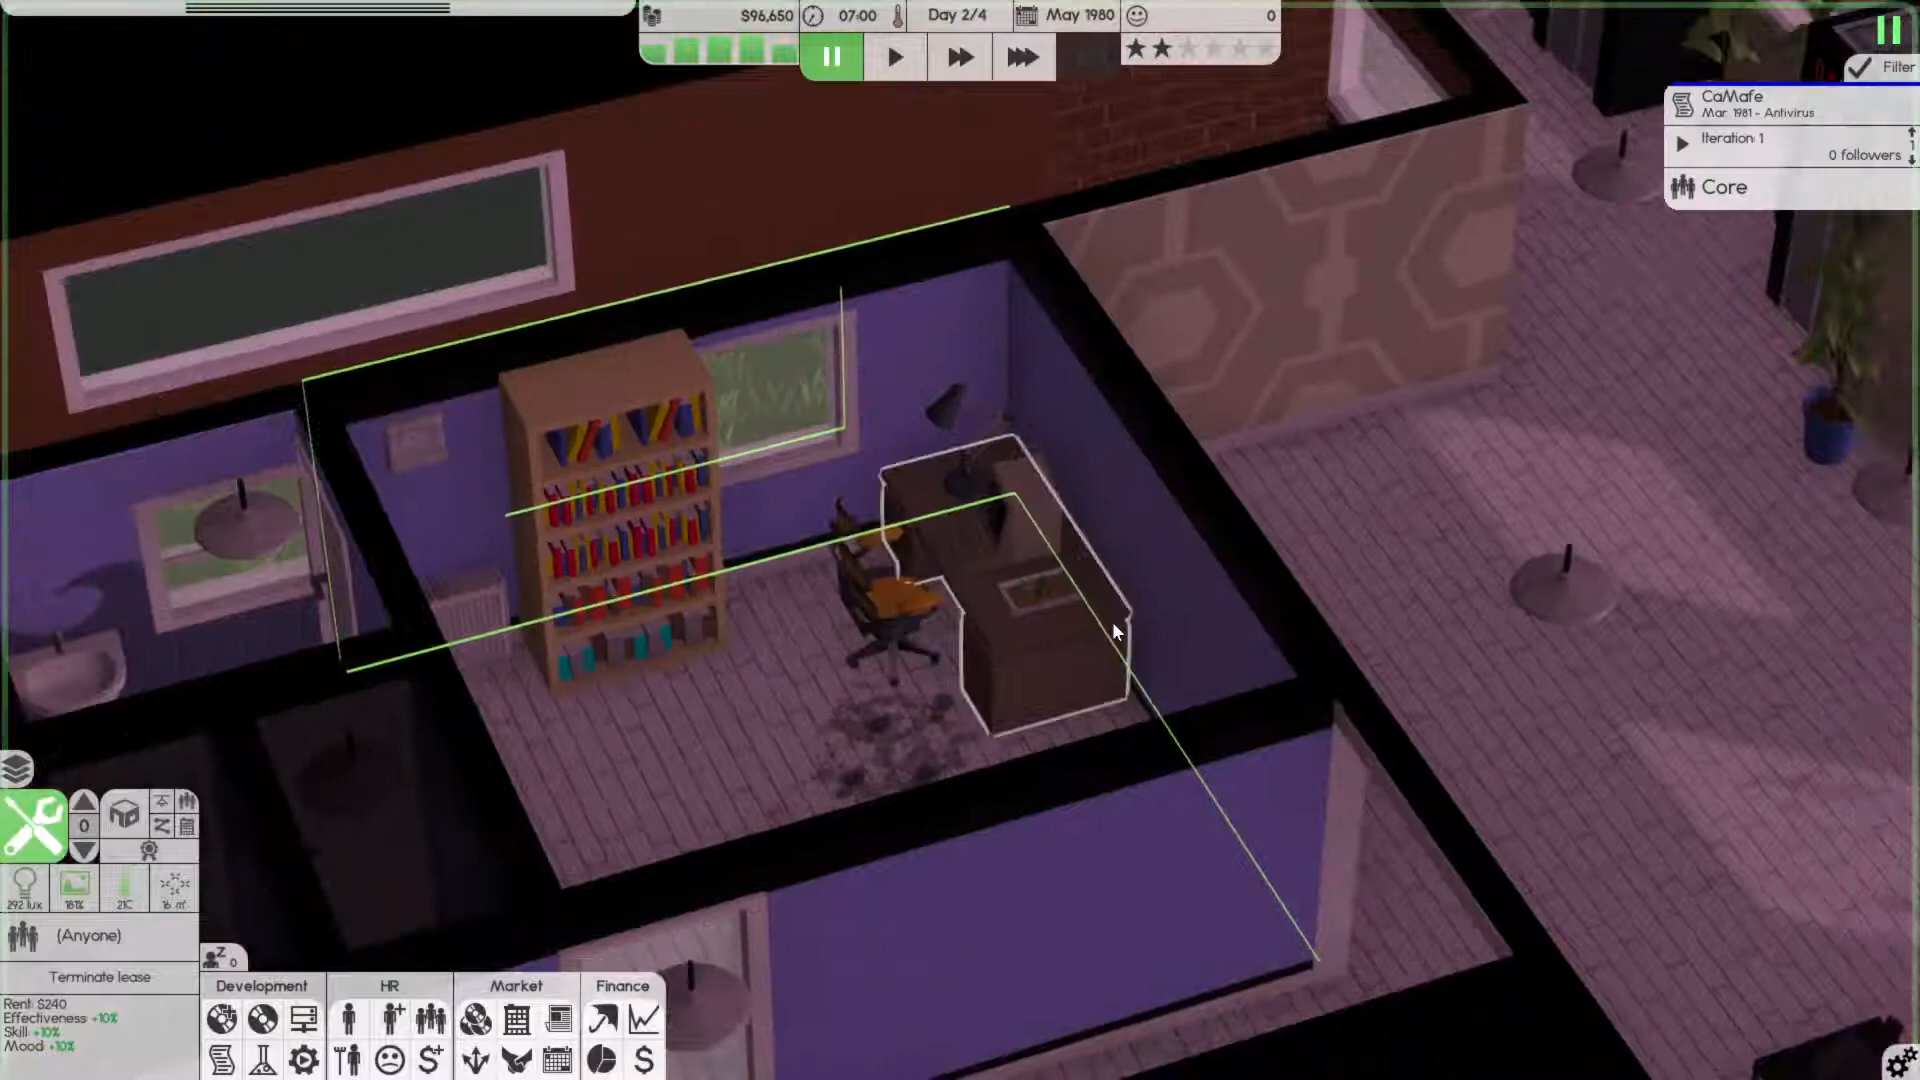 $96,650
07:00
Day 2/4
May 1980
0
Filter
CaMafe
Mar 1981 - Antivirus
Iteration: 1
1
0 followers
Core
0
292 lux
21C
16 m²
(Anyone)
Terminate lease
Rent: $240
Effectiveness +10%
Skill: +10%
Mood +10%
Z
0
Development
HR
Market
Finance